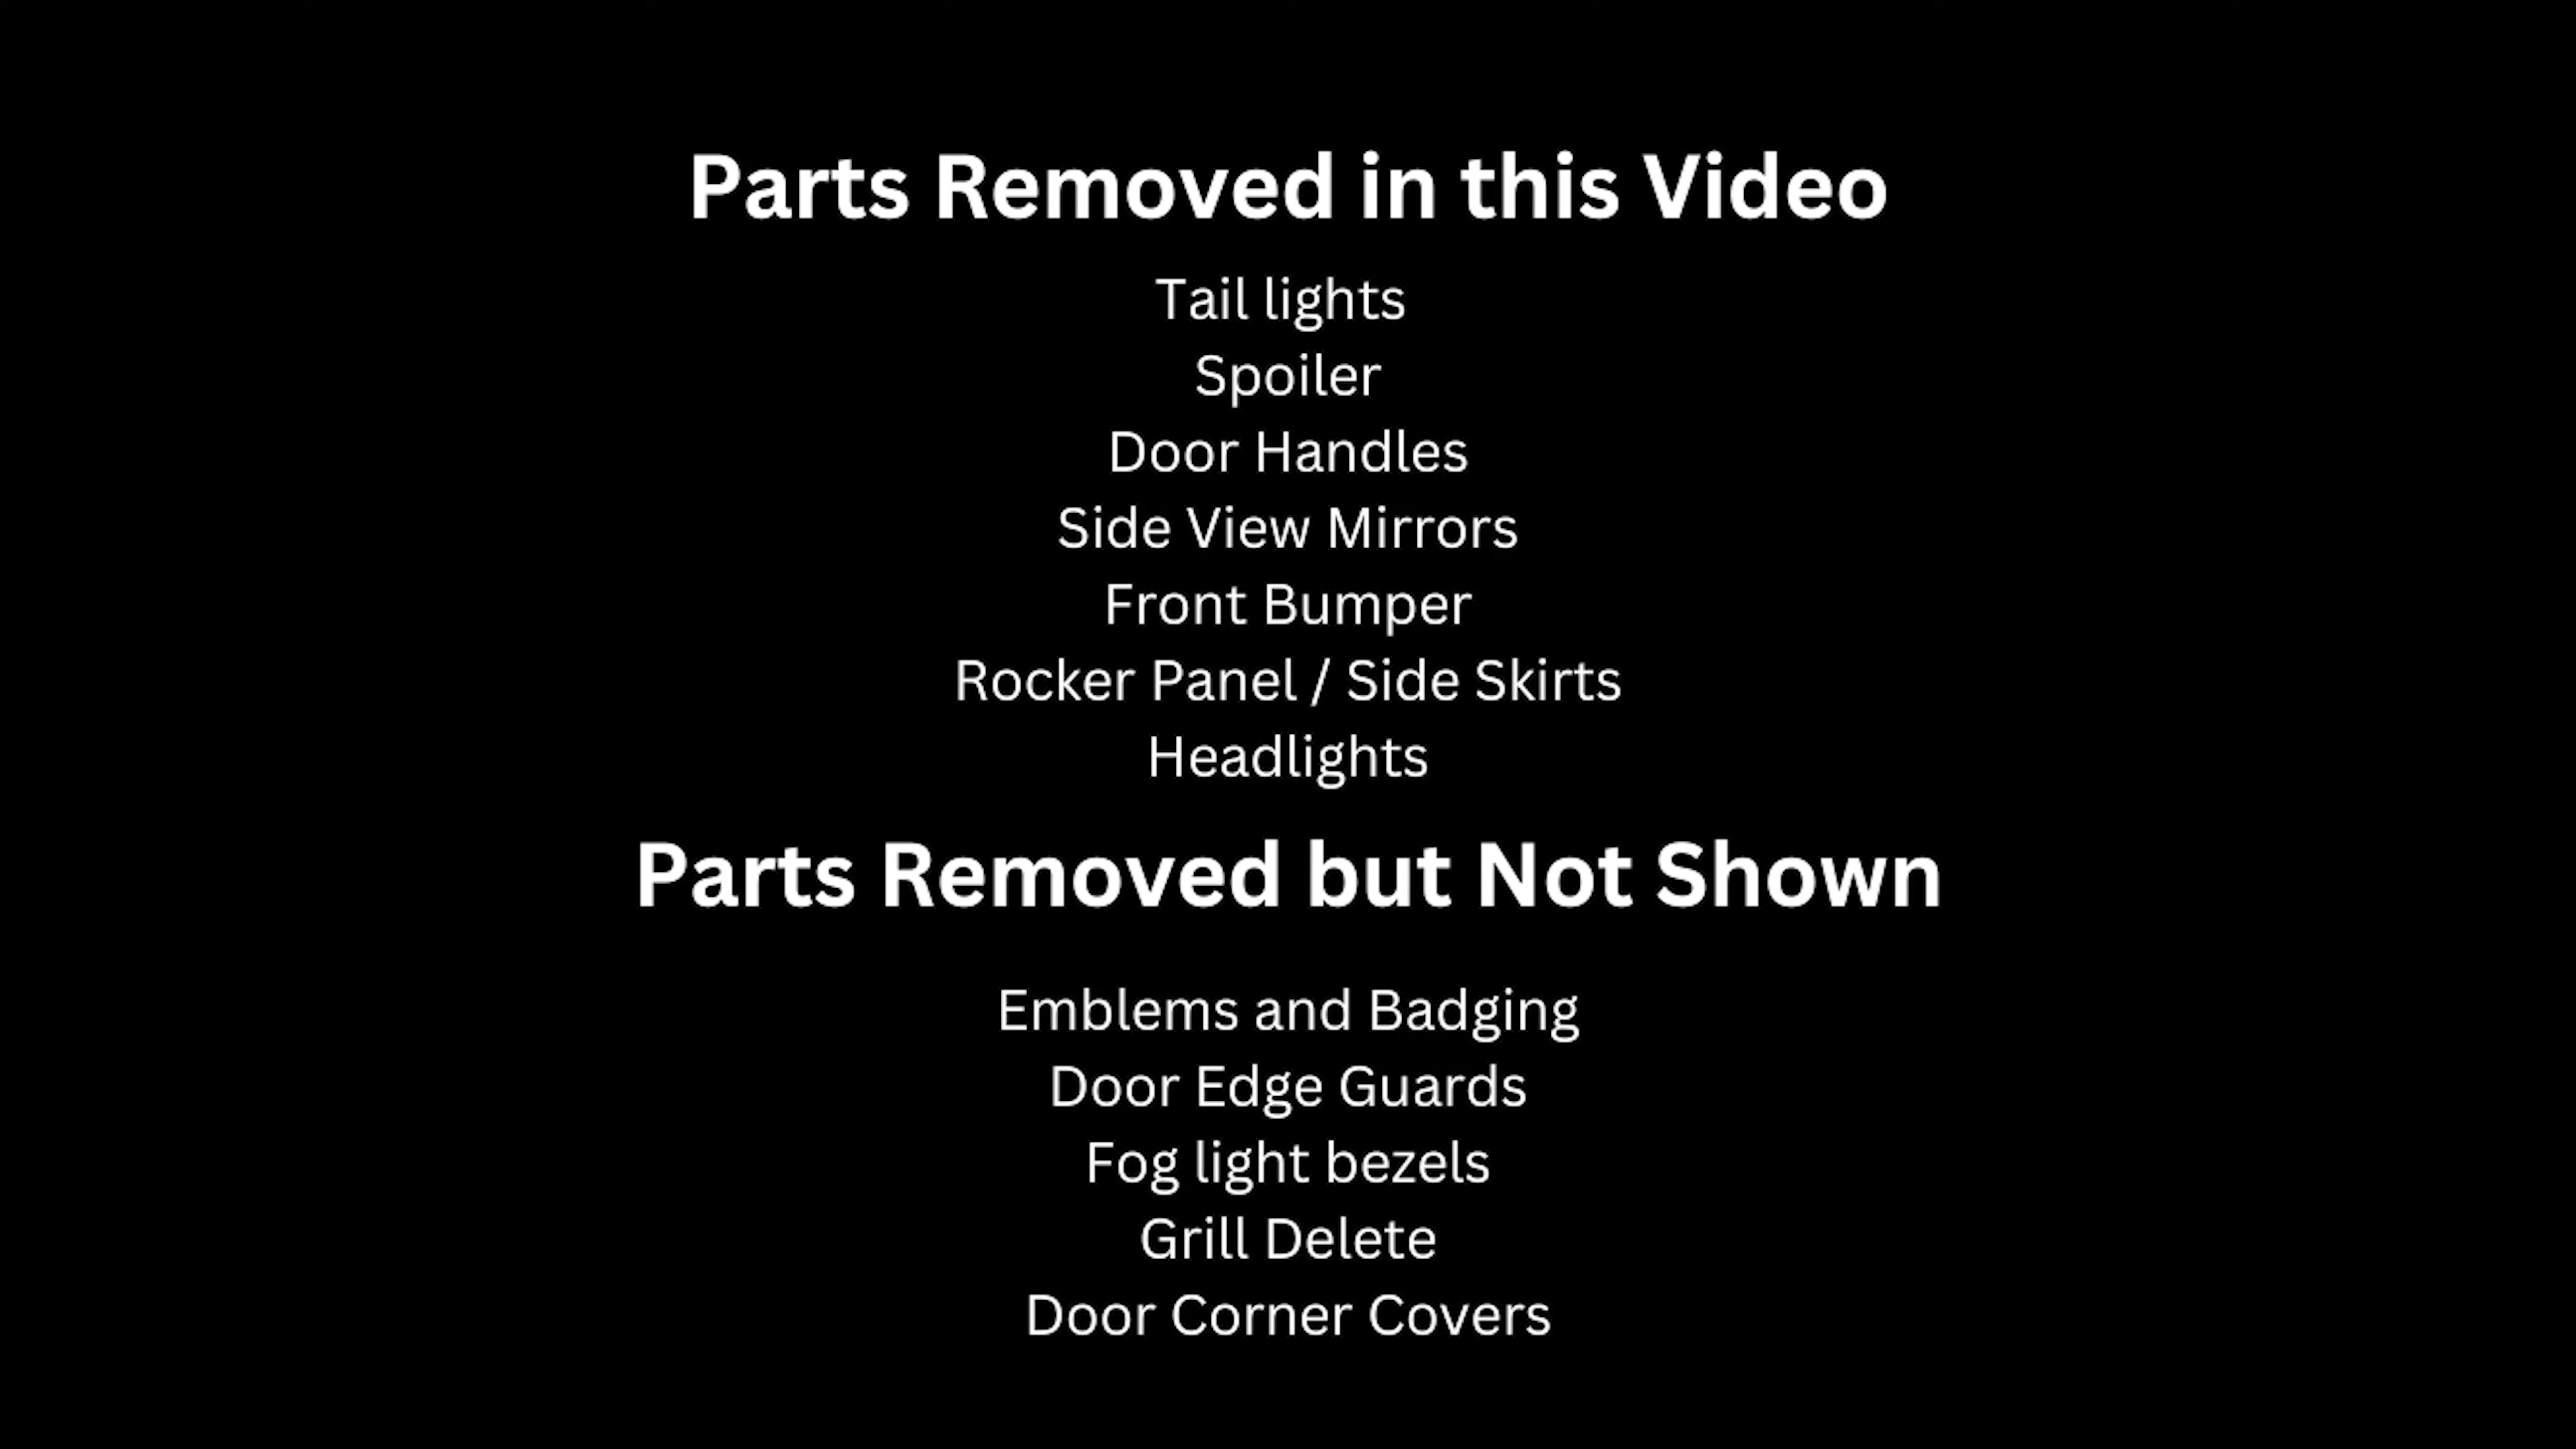 Parts Removed in this Video
Tail lights
Spoiler
Door Handles
Side View Mirrors
Front Bumper
Rocker Panel / Side Skirts
Headlights
Parts Removed but Not Shown
Emblems and Badging
Door Edge Guards
Fog light bezels
Grill Delete
Door Corner Covers